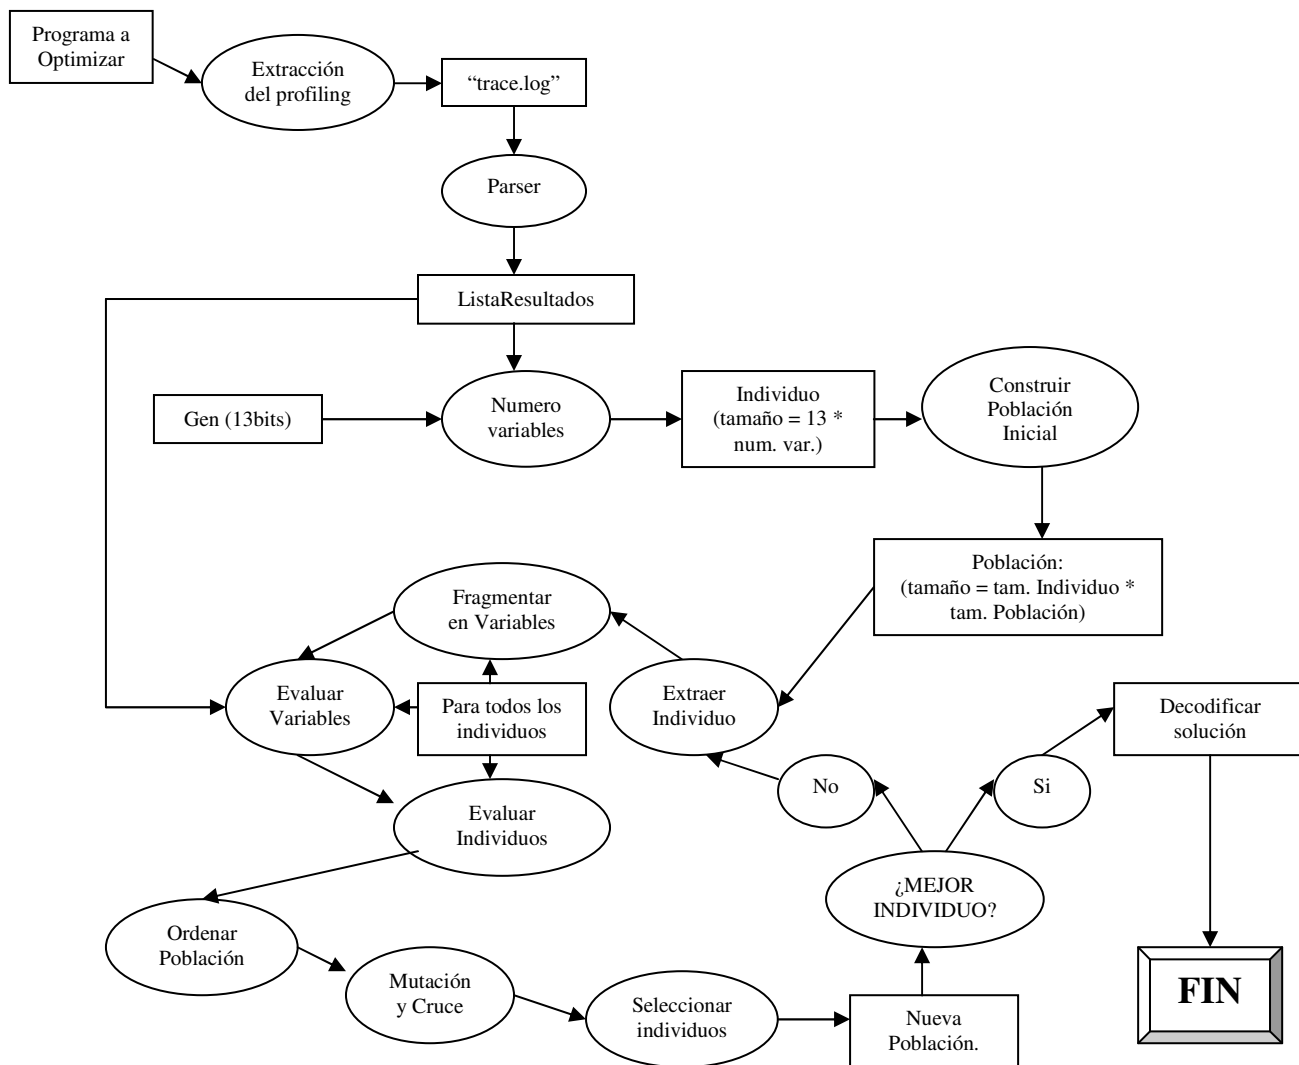 Programa a
Optimizar
Extracción
del profiling
“trace.log”
Parser
ListaResultados
Gen (13bits)
Numero
variables
Individuo
(tamaño = 13 *
num. var.)
Construir
Población
Inicial
Población:
(tamaño = tam. Individuo *
tam. Población)
Fragmentar
en Variables
Evaluar
Variables
Para todos los
individuos
Extraer
Individuo
Decodificar
solución
No
Si
Evaluar
Individuos
¿MEJOR
INDIVIDUO?
Ordenar
Población
Mutación
y Cruce
Seleccionar
individuos
Nueva
Población.
FIN